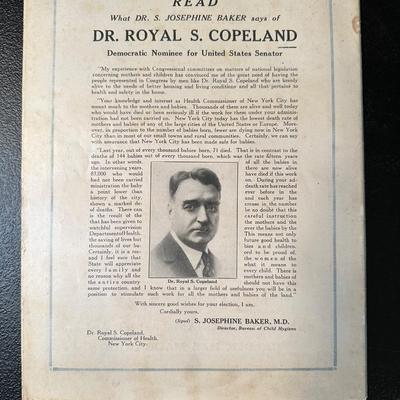 READ
What DR. S. JOSEPHINE BAKER says of
DR. ROYAL S. COPELAND
Democratic Nominee for United States Senator
"My experience with Congressional committees on matters of national legislation
concerning mothers and children has convinced me of the great need of having the
people represented in Congress by men like Dr. Royal S. Copeland who are keenly
alive to the needs of better housing and living conditions and all that pertains to
health and safety in the home.
"Your knowledge and interest as Health Commissioner of New York City has
meant much to the mothers and babies. Thousands of them are alive and well today
who would have died or been seriously ill if the work for them under your adminis-
tration had not been carried on. New York City today has the lowest death rate of
mothers and babies of any of the large cities of the United States or Europe. More-
over, in proportion to the number of babies born, fewer are dying now in New York
City than in most of our small towns and rural communities. Certainly, we can say
with assurance that New York City has been made safe for babies.
"Last year, out of every thousand babies born, 71 died. That is in contrast to the
deaths of 144 babies out of every thousand born, which was the rate fifteen years
ago. In other words, of all the babies born in
the intervening years, there are now alive
83,000 who would have died if this work
had not been carried on. During your ad-
ministration the baby death rate has reached
a point lower than ever before in the
history of the city, and each year has
shown a marked de- crease in the number
of deaths. There can be no doubt that this
is the result of the careful instruction
that has been given to the mothers and the
watchful supervision over the babies by the
Department of Health. This means not only
the saving of lives but future good health to
thousands of our ba- bies and children.
Certainly, it is a rec- ord to be proud of,
and I feel sure that the women of the
State will appreciate what it means to
every family and every child. There is
no reason why all the mothers and babies of
the entire country should not have this
same protection, and I know that in a larger field of usefulness you will be in a
position to stimulate such work for all the mothers and babies of the land."
Dr. Royal S. Copeland
With sincere good wishes for your election, I am,
Cordially yours,
(Signed) S. JOSEPHINE BAKER, M.D.
Director, Bureau of Child Hygiene
Dr. Royal S. Copeland,
Commissioner of Health,
New York City.